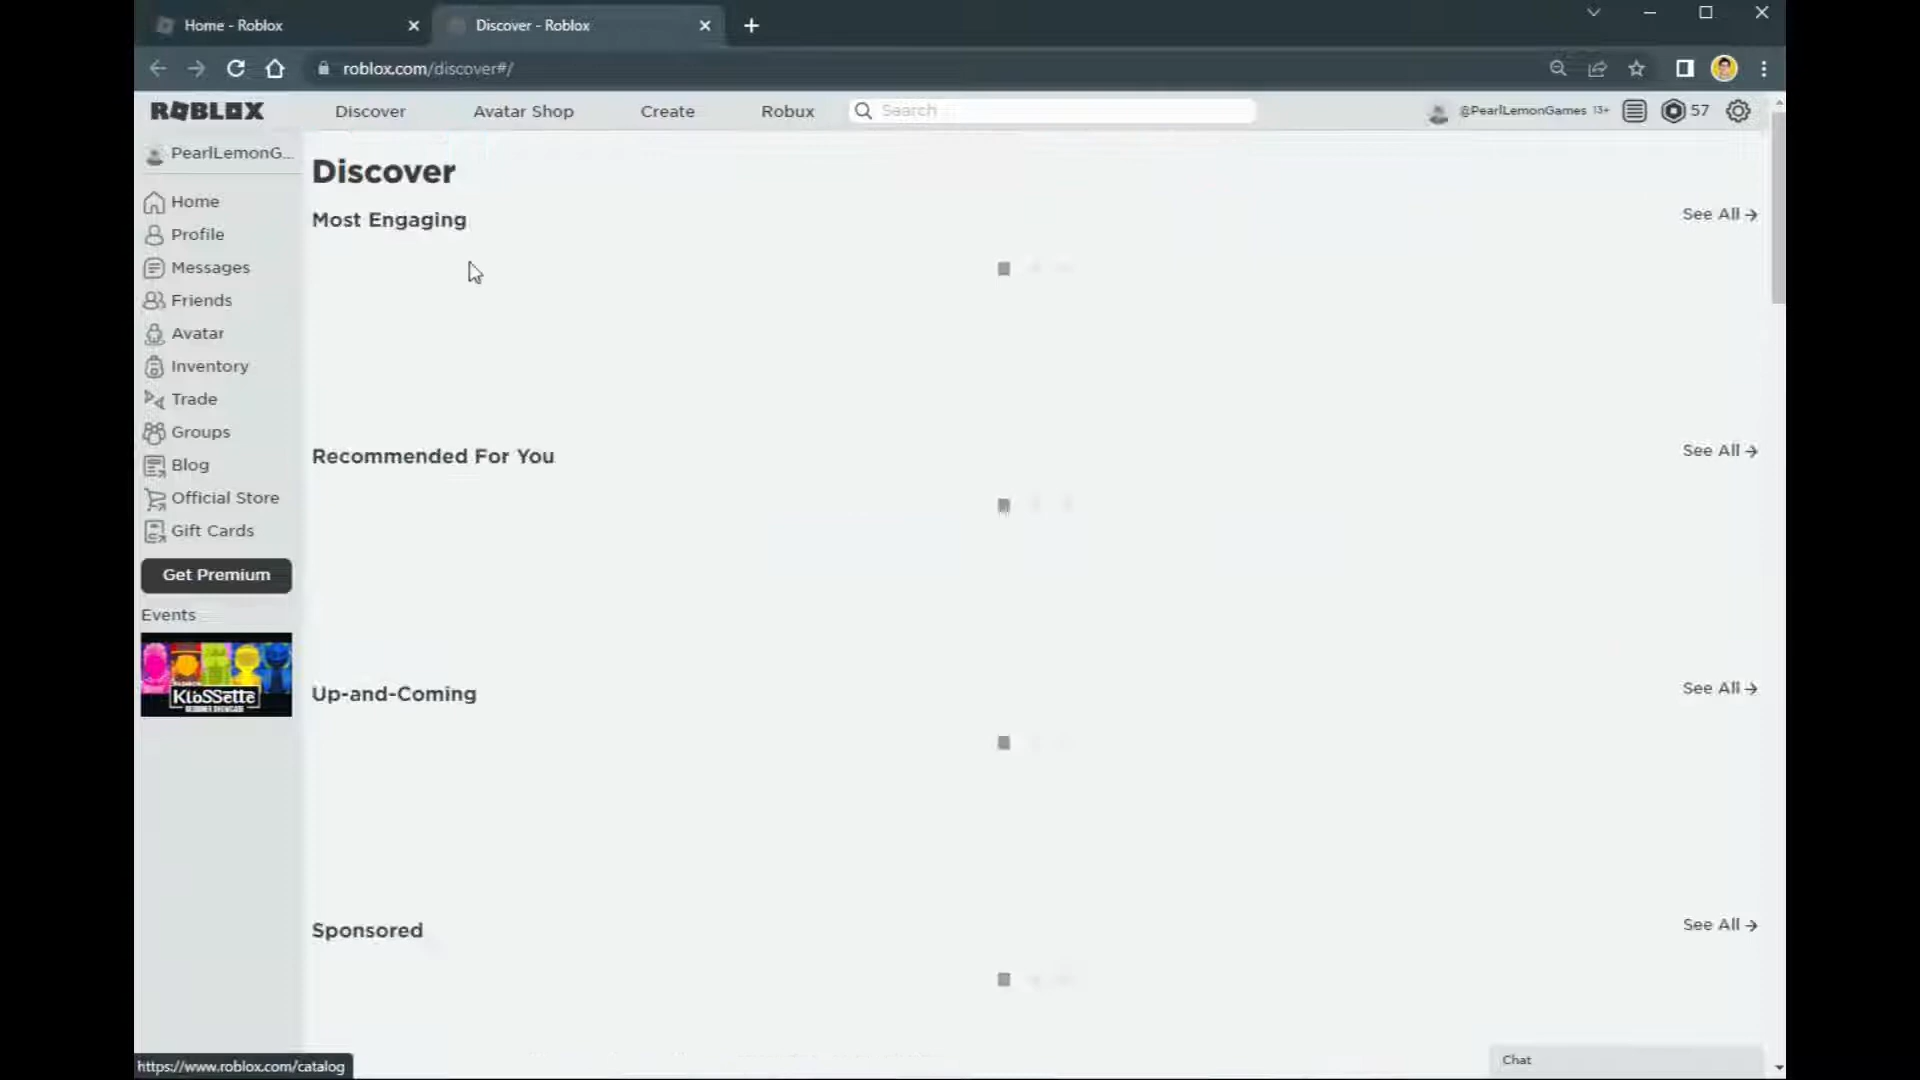 Home - Roblox
Discover - Roblox
roblox.com/discover#/
ROBLOX
Discover
Avatar Shop
Create
Robux
Search
@PearlLemonGames 13+
57
PearlLemonG...
Home
Profile
Messages
Friends
Avatar
Inventory
Trade
Groups
Blog
Official Store
Gift Cards
Get Premium
Events
KloSSette
DESIGNER SHOWCASE
Discover
Most Engaging
See All →
Recommended For You
See All →
Up-and-Coming
See All →
Sponsored
See All →
Chat
https://www.roblox.com/catalog